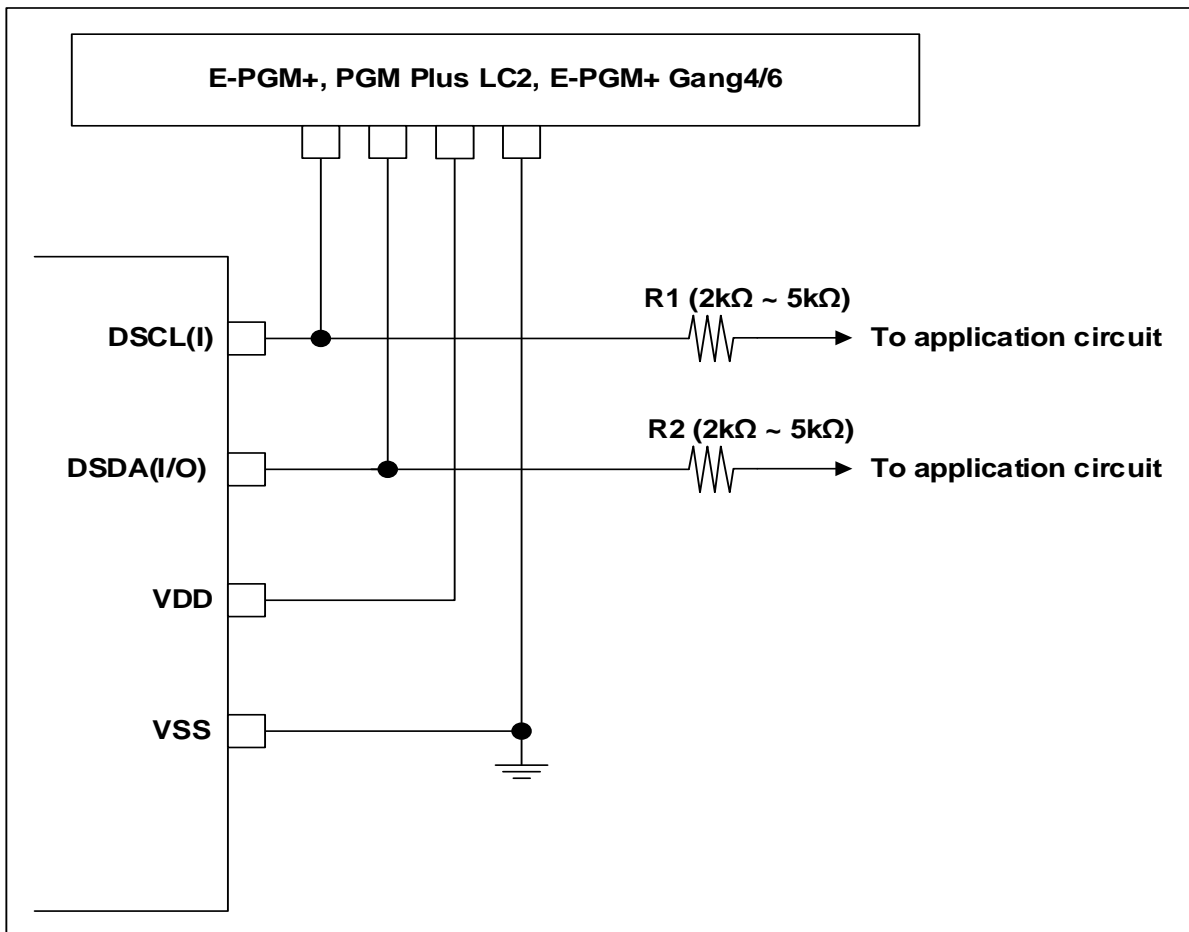 E-PGM+, PGM Plus LC2, E-PGM+ Gang4/6
R1 (2kΩ ~ 5kΩ)
DSCL(I)
To application circuit
R2 (2kΩ ~ 5kΩ)
DSDA(I/O)
To application circuit
VDD
VSS